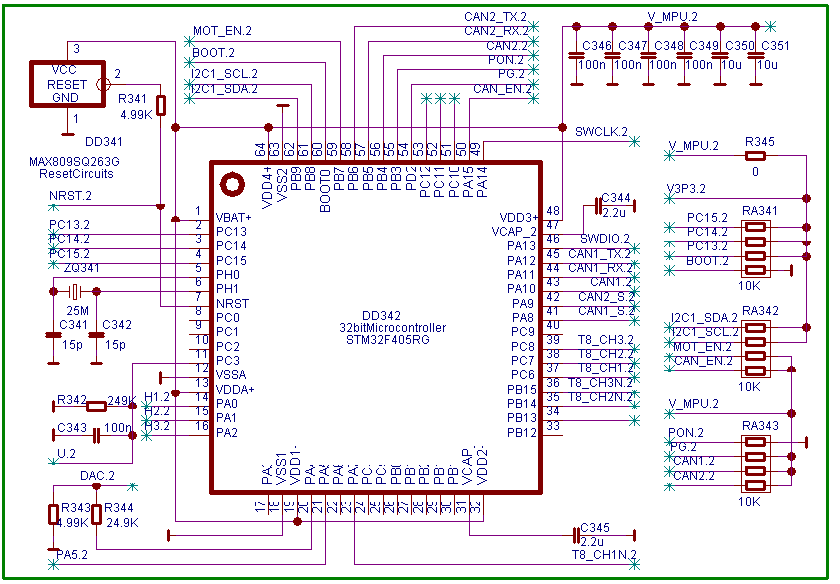 CAN2_TX.2
CAN2_RX.2
CAN2.2
PON.2
PG.2
CAN_EN.2
MOT_EN.2
BOOT.2
I2C1_SCL.2
I2C1_SDA.2
V_MPU.2
C346 C347 C348 C349 C350 C351
100n 100n 100n 100n 10u 10u
3
VCC
RESET
GND
2
1
R341
4.99K
DD341
MAX809SQ263G
ResetCircuits
SWCLK.2
64 63 62 61 60 59 58 57 56 55 54 53 52 51 50 49
VDD4+ VSS2 PB9 PB8 BOOT0 PB7 PB6 PB5 PB4 PB3 PD2 PC12 PC11 PC10 PA15 PA14
V_MPU.2
R345
0
NRST.2
PC13.2
PC14.2
PC15.2
ZQ341
25M
C341
15p
C342
15p
1 VBAT+
2 PC13
3 PC14
4 PC15
5 PH0
6 PH1
7 NRST
8 PC0
9 PC1
10 PC2
11 PC3
12 VSSA
13 VDDA+
14 PA0
15 PA1
16 PA2
DD342
32bitMicrocontroller
STM32F405RG
VDD3+ 48
VCAP_2 47
PA13 46
PA12 45
PA11 44
PA10 43
PA9 42
PA8 41
PC9 40
PC8 39
PC7 38
PC6 37
PB15 36
PB14 35
PB13 34
PB12 33
C344
2.2u
SWDIO.2
CAN1_TX.2
CAN1_RX.2
CAN1.2
CAN2_S.2
CAN1_S.2
T8_CH3.2
T8_CH2.2
T8_CH1.2
T8_CH3N.2
T8_CH2N.2
V3P3.2
PC15.2
PC14.2
PC13.2
BOOT.2
RA341
10K
I2C1_SDA.2
I2C1_SCL.2
MOT_EN.2
CAN_EN.2
RA342
10K
V_MPU.2
PON.2
PG.2
CAN1.2
CAN2.2
RA343
10K
R342
249K
C343
100n
H1.2
H2.2
H3.2
U.2
DAC.2
R343
4.99K
R344
24.9K
PA5.2
VSS1 VDD1 VCAP VDD2
17 18 19 20 21 22 23 24 25 26 27 28 29 30 31 32
C345
2.2u
T8_CH1N.2